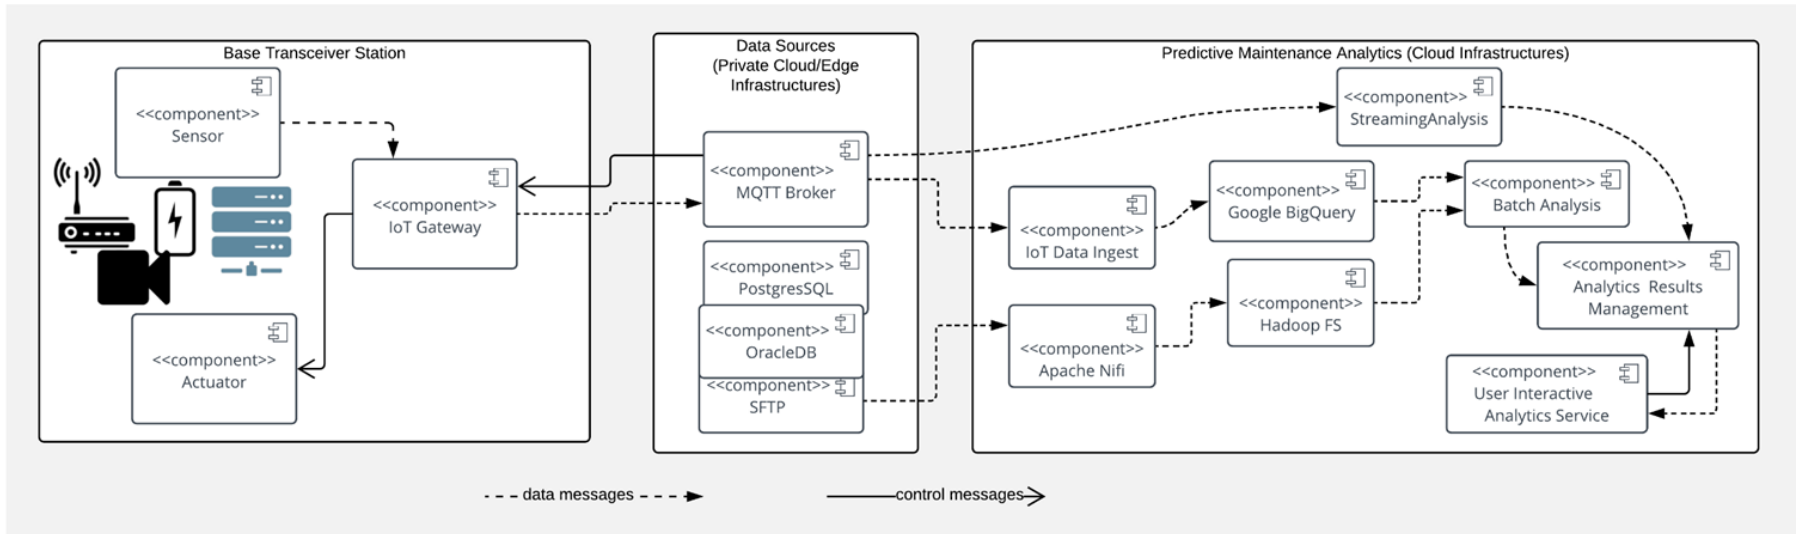 Base Transceiver Station
<<component>>
Sensor
<<component>>
IoT Gateway
<<component>>
Actuator
Data Sources
(Private Cloud/Edge
Infrastructures)
<<component>>
MQTT Broker
<<component>>
PostgresSQL
<<component>>
OracleDB
<<component>>
SFTP
Predictive Maintenance Analytics (Cloud Infrastructures)
<<component>>
StreamingAnalysis
<<component>>
IoT Data Ingest
<<component>>
Google BigQuery
<<component>>
Batch Analysis
<<component>>
Apache Nifi
<<component>>
Hadoop FS
<<component>>
Analytics Results
Management
<<component>>
User Interactive
Analytics Service
data messages
control messages